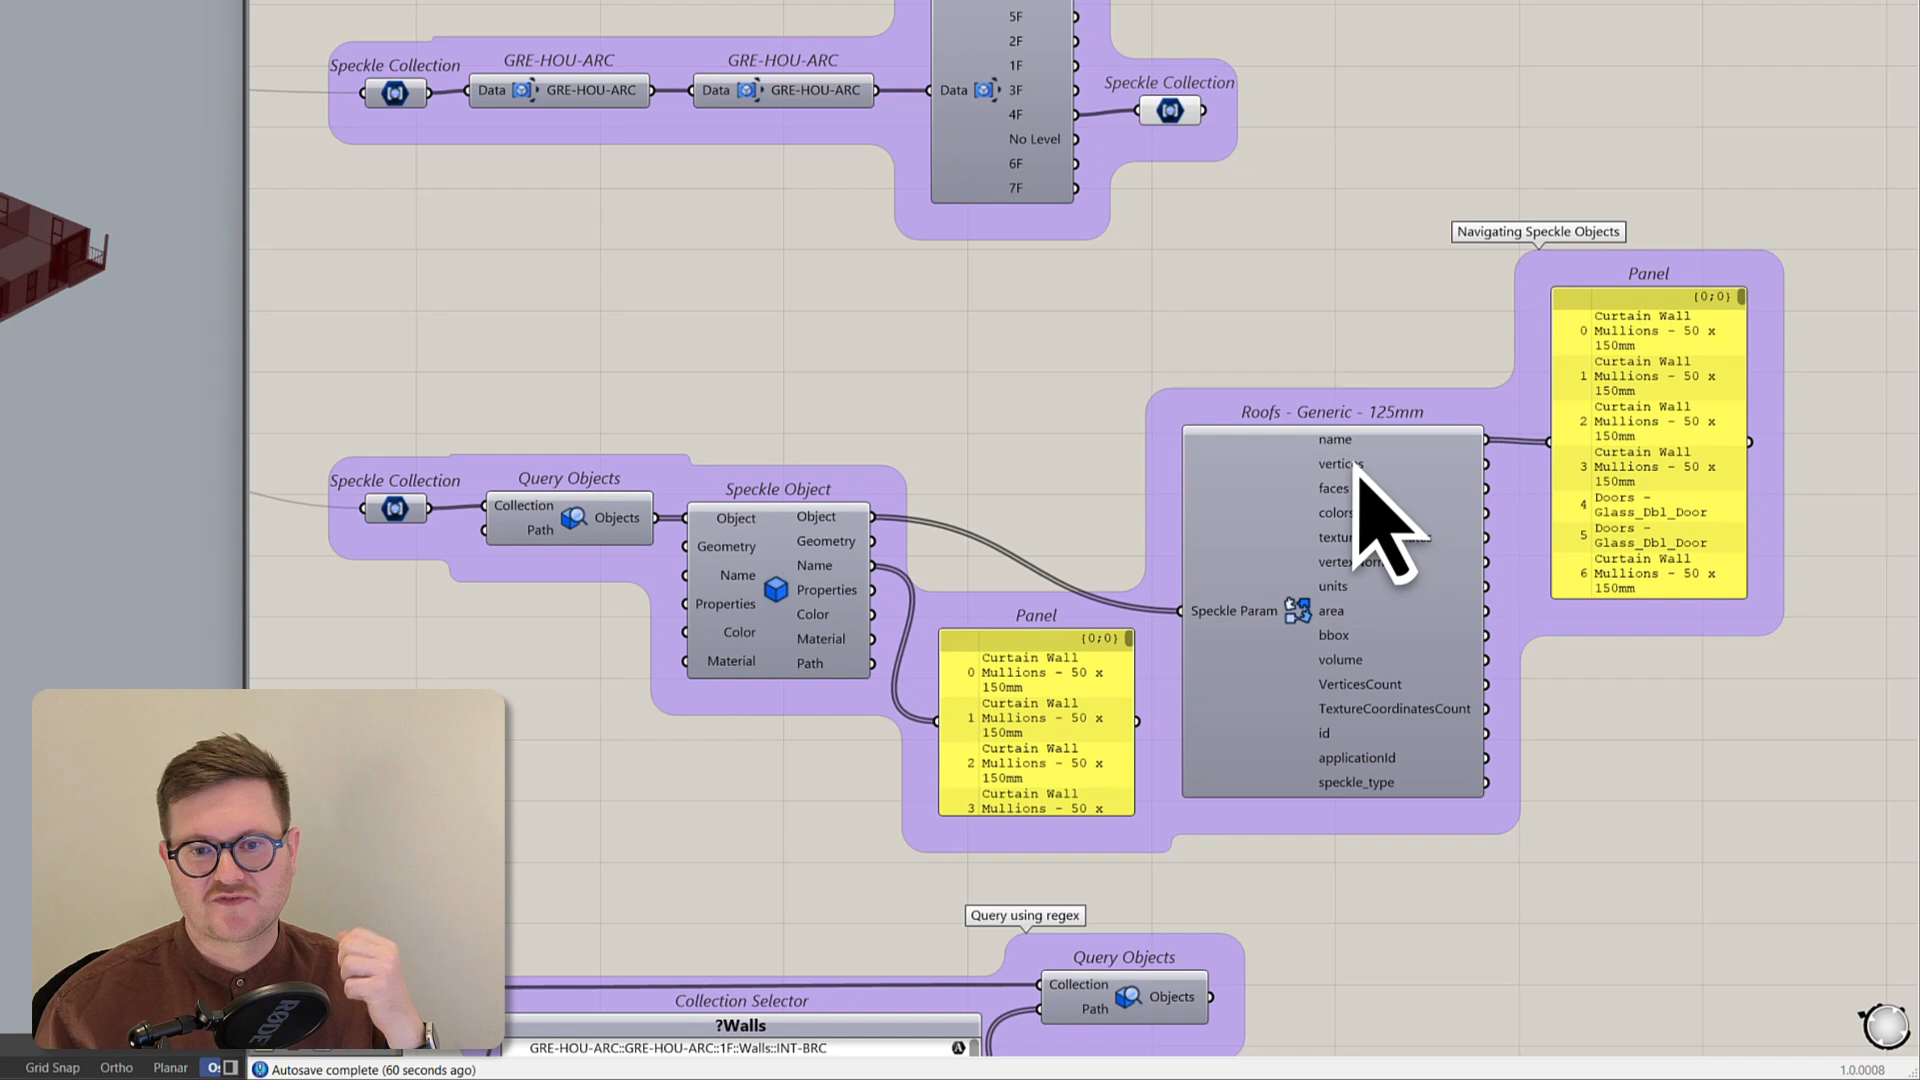 5F
2F
1F
3F
4F
No Level
6F
7F
Speckle Collection
GRE-HOU-ARC
GRE-HOU-ARC
Data
GRE-HOU-ARC
Data
GRE-HOU-ARC
Data
Speckle Collection
Navigating Speckle Objects
Panel
{0;0}
0 Curtain Wall
Mullions - 50 x
150mm
1 Curtain Wall
Mullions - 50 x
150mm
2 Curtain Wall
Mullions - 50 x
150mm
3 Curtain Wall
Mullions - 50 x
150mm
4 Doors -
Glass_Dbl_Door
5 Doors -
Glass_Dbl_Door
6 Curtain Wall
Mullions - 50 x
150mm
Roofs - Generic - 125mm
Speckle Param
name
vertices
faces
colors
units
area
bbox
volume
VerticesCount
TextureCoordinatesCount
id
applicationId
speckle_type
Speckle Collection
Query Objects
Collection
Path
Objects
Speckle Object
Object
Geometry
Name
Properties
Color
Material
Object
Geometry
Name
Properties
Color
Material
Path
Panel
{0;0}
0 Curtain Wall
Mullions - 50 x
150mm
1 Curtain Wall
Mullions - 50 x
150mm
2 Curtain Wall
Mullions - 50 x
150mm
3 Curtain Wall
Mullions - 50 x
Query using regex
Query Objects
Collection
Path
Objects
Collection Selector
?Walls
GRE-HOU-ARC::GRE-HOU-ARC::1F::Walls::INT-BRC
RØDE
Grid Snap
Ortho
Planar
Autosave complete (60 seconds ago)
1.0.0008